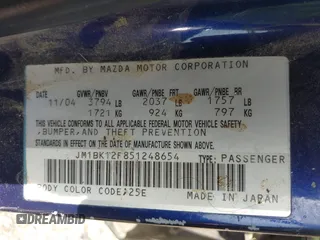 MFD. BY MAZDA MOTOR CORPORATION
GVWR/PNBV GAWR/PNBE FRT GAWR/PNBE RR
11/04 3794 LB 2037 1757 LB
1721 KG 924 KG 797 KG
THIS VEHICLE CONFORMS TO ALL APPLICABLE
FEDERAL MOTOR VEHICLE SAFETY
,BUMPER,AND THEFT PREVENTION
STANDARDS IN EFFECT ON THE DATE OF
MANUFACTURE SHOWN ABOVE.
JM1BK12F851248654 TYPE:PASSENGER
BODY COLOR CODE:25E
MADE IN JAPAN
DREAMBID